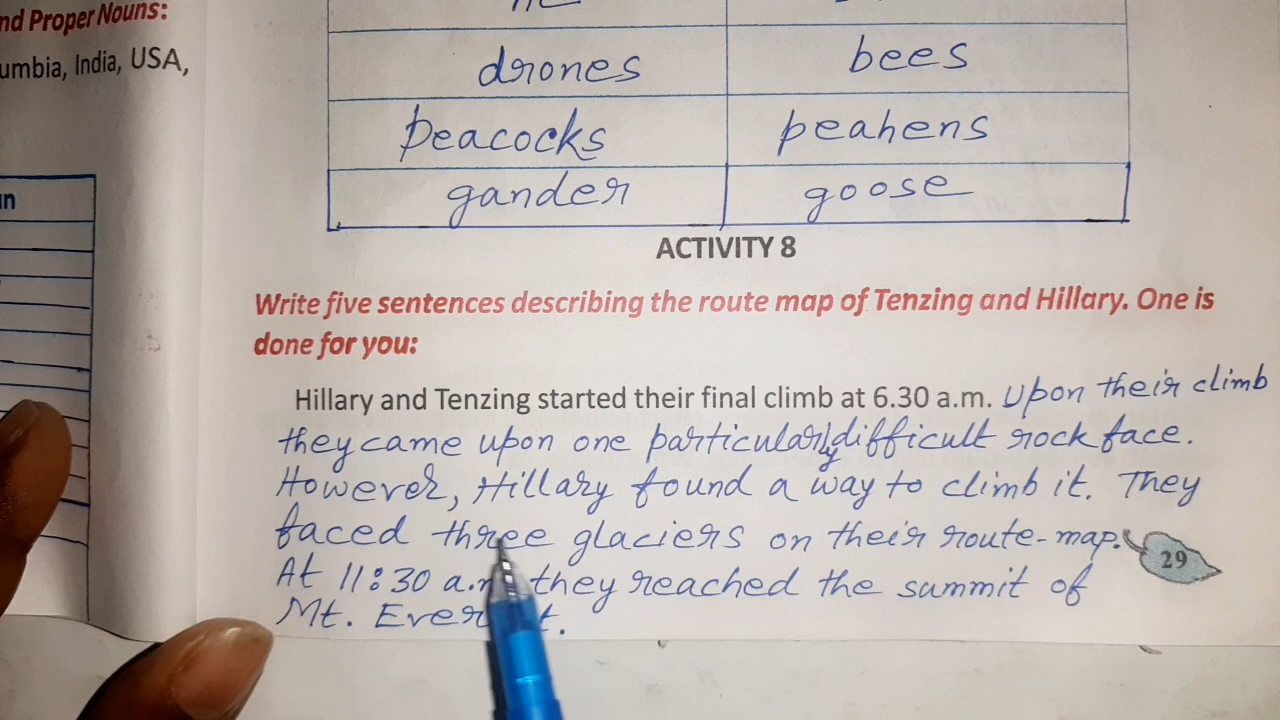 nd Proper Nouns:
umbia, India, USA,
drones bees
peacocks peahens
gander goose
ACTIVITY 8
Write five sentences describing the route map of Tenzing and Hillary. One is
done for you:
Hillary and Tenzing started their final climb at 6.30 a.m. Upon their climb
they came upon one particularly difficult rock face.
However, Hillary found a way to climb it. They
faced three glaciers on their route-map.
29
At 11:30 a.m they reached the summit of
Mt. Everest.